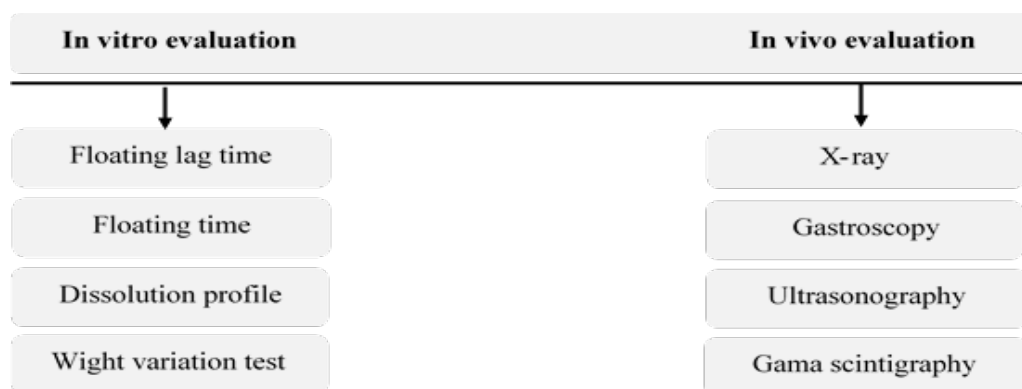 In vitro evaluation
In vivo evaluation
Floating lag time
X-ray
Floating time
Gastroscopy
Dissolution profile
Ultrasonography
Wight variation test
Gama scintigraphy